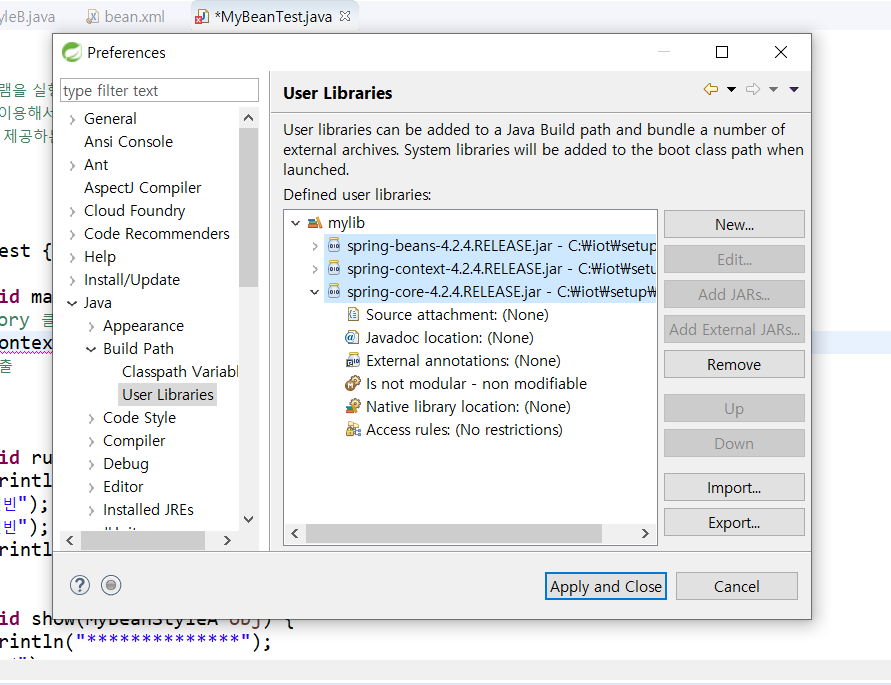 yleB.java
bean.xml
*MyBeanTest.java
Preferences
램을 실행
이용해서
제공하는
est {
id ma
ory 클
ontex
출
id ru
rintl
빈");
빈");
rintl
id show(MyBeanStyleA obj) {
rintln("**************");
type filter text
General
Ansi Console
Ant
AspectJ Compiler
Cloud Foundry
Code Recommenders
Help
Install/Update
Java
Appearance
Build Path
Classpath Variabl
User Libraries
Code Style
Compiler
Debug
Editor
Installed JREs
User Libraries
User libraries can be added to a Java Build path and bundle a number of
external archives. System libraries will be added to the boot class path when
launched.
Defined user libraries:
mylib
spring-beans-4.2.4.RELEASE.jar - C:₩iot₩setup
spring-context-4.2.4.RELEASE.jar - C:₩iot₩setu
spring-core-4.2.4.RELEASE.jar - C:₩iot₩setup₩
Source attachment: (None)
Javadoc location: (None)
External annotations: (None)
Is not modular - non modifiable
Native library location: (None)
Access rules: (No restrictions)
New...
Edit...
Add JARs...
Add External JARs...
Remove
Up
Down
Import...
Export...
Apply and Close
Cancel